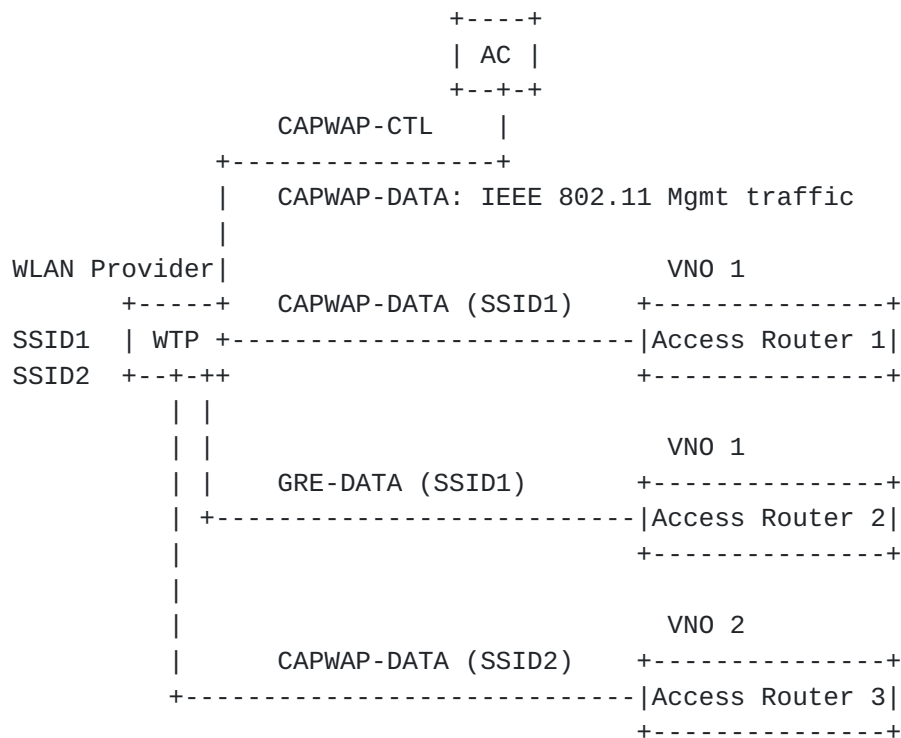 +----+
| AC |
+--+-+
CAPWAP-CTL |
+-----------------+
| CAPWAP-DATA: IEEE 802.11 Mgmt traffic
|
WLAN Provider| VNO 1
+-----+ CAPWAP-DATA (SSID1) +---------------+
SSID1 | WTP +--------------------------|Access Router 1|
SSID2 +--+-++ +---------------+
| |
| | VNO 1
| | GRE-DATA (SSID1) +---------------+
| +---------------------------|Access Router 2|
| +---------------+
|
| VNO 2
| CAPWAP-DATA (SSID2) +---------------+
+-----------------------------|Access Router 3|
+---------------+